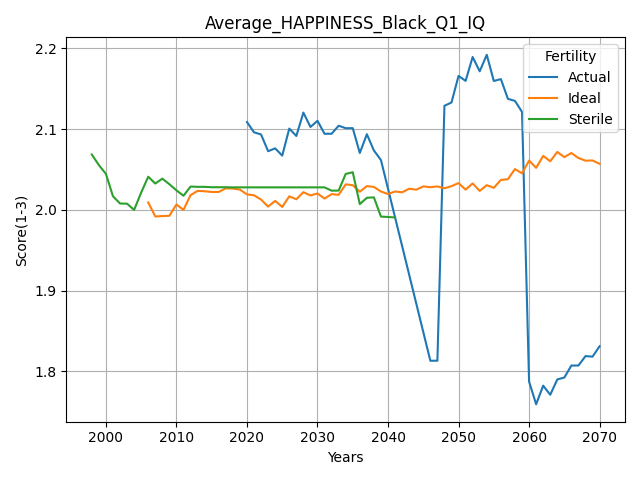 Average_HAPPINESS_Black_Q1_IQ
Fertility
Actual
Ideal
Sterile
Score(1-3)
2.2
2.1
2.0
1.9
1.8
2000 2010 2020 2030 2040 2050 2060 2070
Years